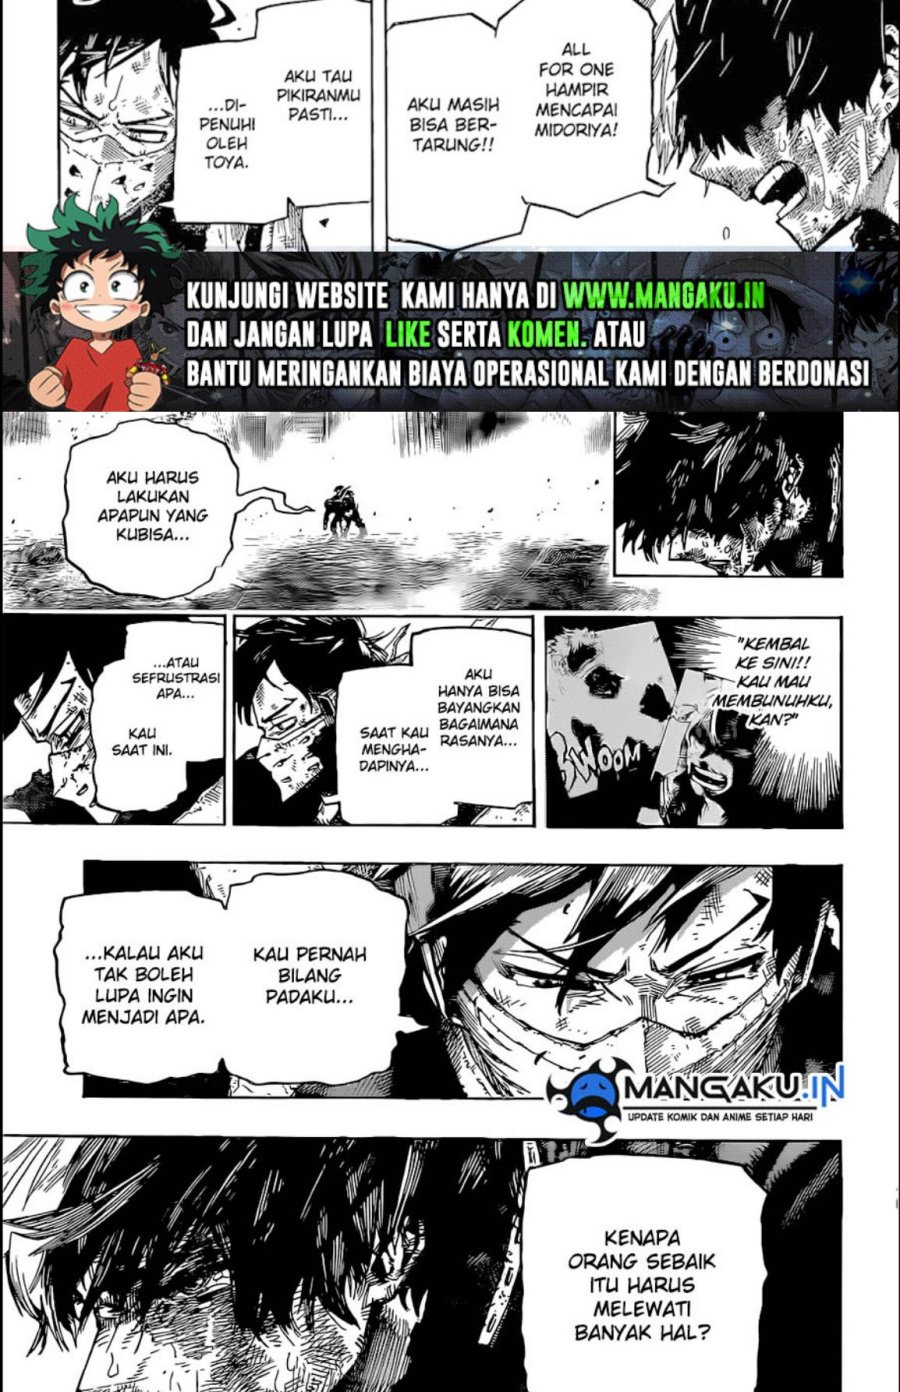 ALL
FOR ONE
HAMPIR
MENCAPAI
MIDORIYA!
AKU MASIH
BISA BER-
TARUNG!!
AKU TAU
PIKIRANMU
PASTI...
...DI-
PENUHI
OLEH
TOYA.
KUNJUNGI WEBSITE KAMI HANYA DI WWW.MANGAKU.IN
DAN JANGAN LUPA LIKE SERTA KOMEN. ATAU
BANTU MERINGANKAN BIAYA OPERASIONAL KAMI DENGAN BERDONASI
AKU HARUS
LAKUKAN
APAPUN YANG
KUBISA...
"KEMBAL
KE SINI!!
KAU MAU
MEMBUNUHKU,
KAN?"
BWOOM
AKU
HANYA BISA
BAYANGKAN
BAGAIMANA
RASANYA...
SAAT KAU
MENGHA-
DAPINYA...
...ATAU
SEFRUSTRASI
APA...
KAU
SAAT INI.
KAU PERNAH
BILANG
PADAKU...
...KALAU AKU
TAK BOLEH
LUPA INGIN
MENJADI APA.
MANGAKU.IN
UPDATE KOMIK DAN ANIME SETIAP HARI
KENAPA
ORANG SEBAIK
ITU HARUS
MELEWATI
BANYAK HAL?